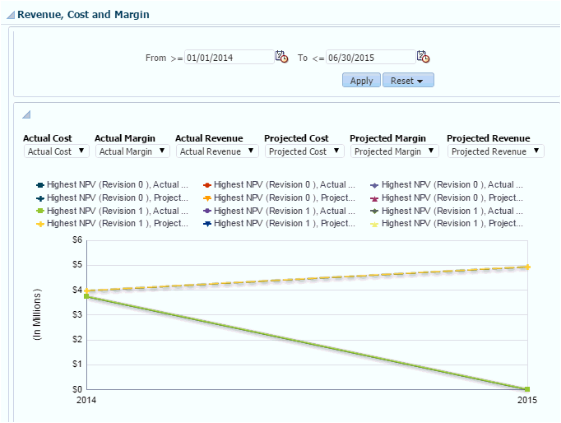 Revenue, Cost and Margin
From >= 01/01/2014 To <= 06/30/2015
Apply Reset
Actual Cost Actual Margin Actual Revenue Projected Cost Projected Margin Projected Revenue
Actual Cost Actual Margin Actual Revenue Projected Cost Projected Margin Projected Revenue
Highest NPV (Revision 0 ), Actual ... Highest NPV (Revision 0 ), Actual ... Highest NPV (Revision 0 ), Actual ...
Highest NPV (Revision 0 ), Project... Highest NPV (Revision 0 ), Project... Highest NPV (Revision 0 ), Project...
Highest NPV (Revision 1 ), Actual ... Highest NPV (Revision 1 ), Actual ... Highest NPV (Revision 1 ), Actual ...
Highest NPV (Revision 1 ), Project... Highest NPV (Revision 1 ), Project... Highest NPV (Revision 1 ), Project...
$6
$5
$4
$3
$2
$1
$0
(In Millions)
2014 2015